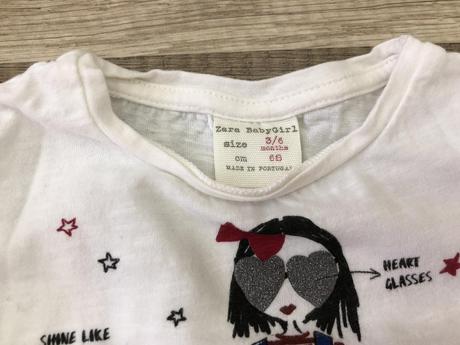 Zara BabyGirl
size 3/6
months
cm 68
MADE IN PORTUGAL
HEART
GLASSES
SHINE LIKE